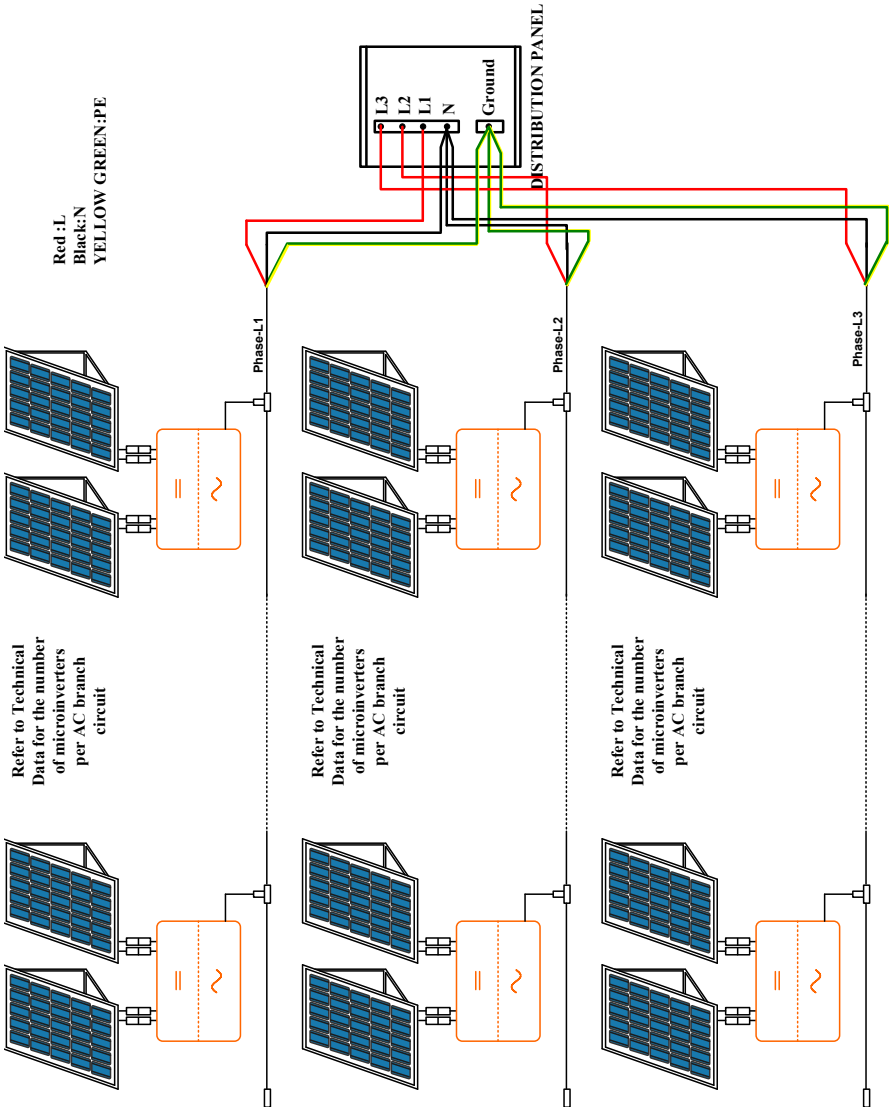 Red :L
Black:N
YELLOW GREEN:PE
L3
L2
L1
N
Ground
DISTRIBUTION PANEL
Phase-L1
Phase-L2
Phase-L3
Refer to Technical
Data for the number
of microinverters
per AC branch
circuit
Refer to Technical
Data for the number
of microinverters
per AC branch
circuit
Refer to Technical
Data for the number
of microinverters
per AC branch
circuit